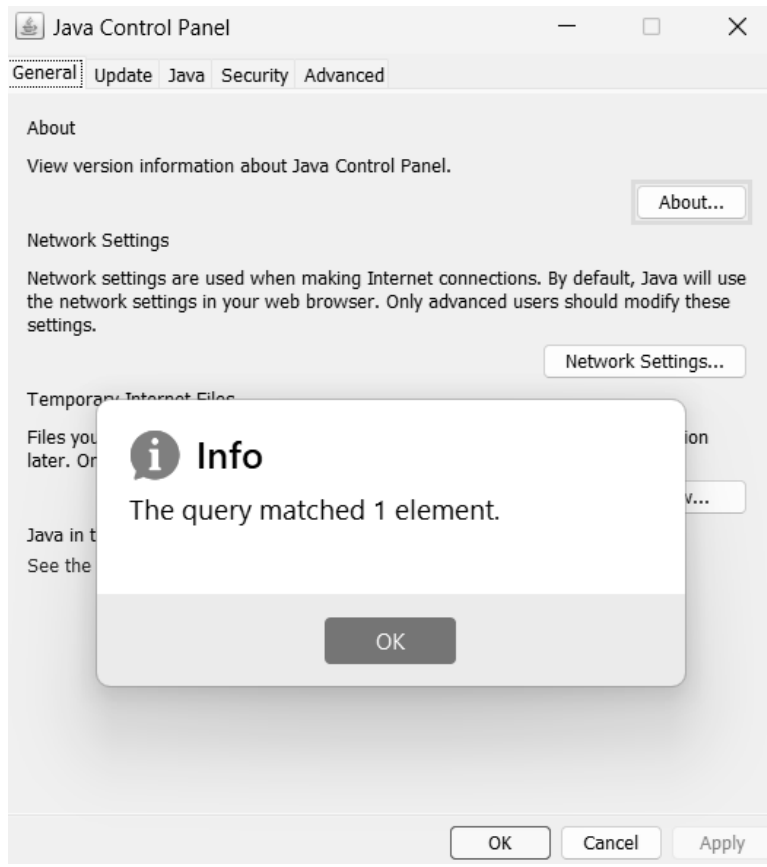 Java Control Panel
General Update Java Security Advanced
About
View version information about Java Control Panel.
About...
Network Settings
Network settings are used when making Internet connections. By default, Java will use
the network settings in your web browser. Only advanced users should modify these
settings.
Network Settings...
Temporary Internet Files
Files you
ion
later. Or
Info
The query matched 1 element.
...
Java in t
See the
OK
OK Cancel Apply